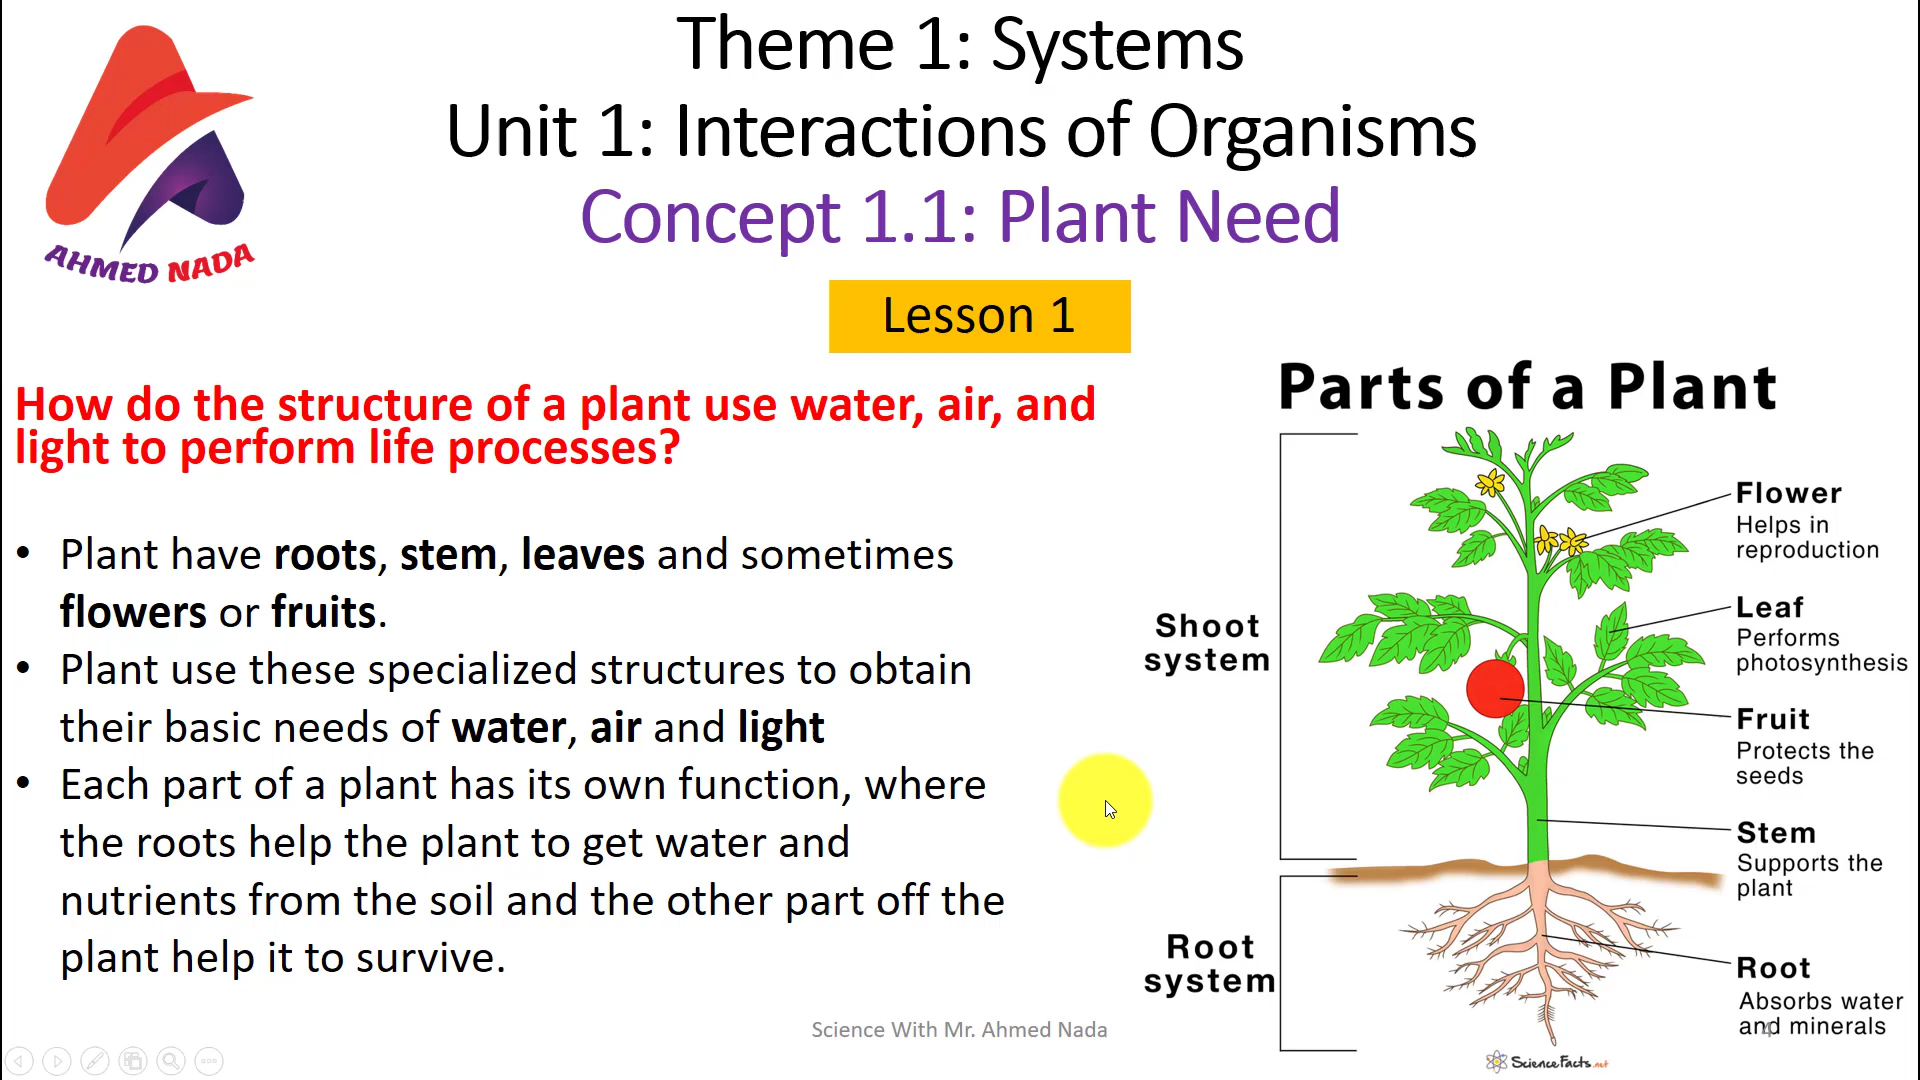 Theme 1: Systems
Unit 1: Interactions of Organisms
Concept 1.1: Plant Need
AHMED NADA
Lesson 1
How do the structure of a plant use water, air, and
light to perform life processes?
• Plant have roots, stem, leaves and sometimes
flowers or fruits.
• Plant use these specialized structures to obtain
their basic needs of water, air and light
• Each part of a plant has its own function, where
the roots help the plant to get water and
nutrients from the soil and the other part off the
plant help it to survive.
Parts of a Plant
Flower
Helps in
reproduction
Leaf
Performs
photosynthesis
Shoot
system
Fruit
Protects the
seeds
Stem
Supports the
plant
Root
system
Root
Absorbs water
and minerals
4
Science With Mr. Ahmed Nada
ScienceFacts.net